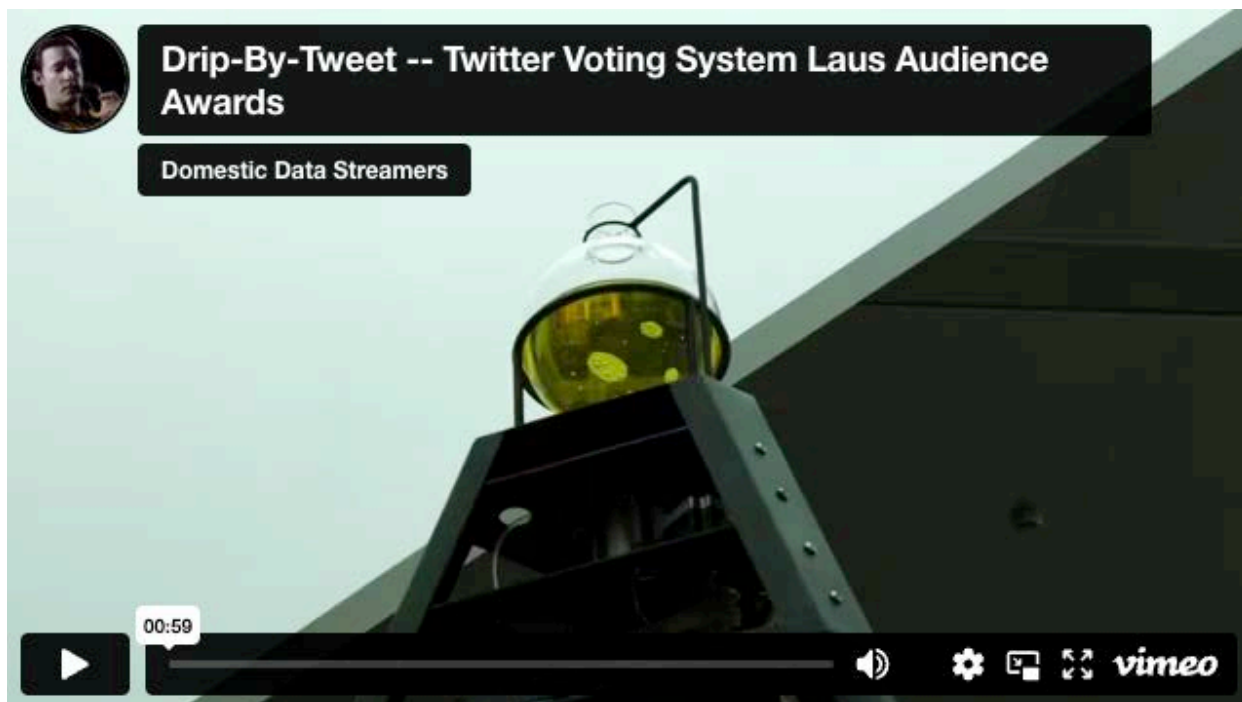 Drip-By-Tweet -- Twitter Voting System Laus Audience
Awards
Domestic Data Streamers
00:59
vimeo